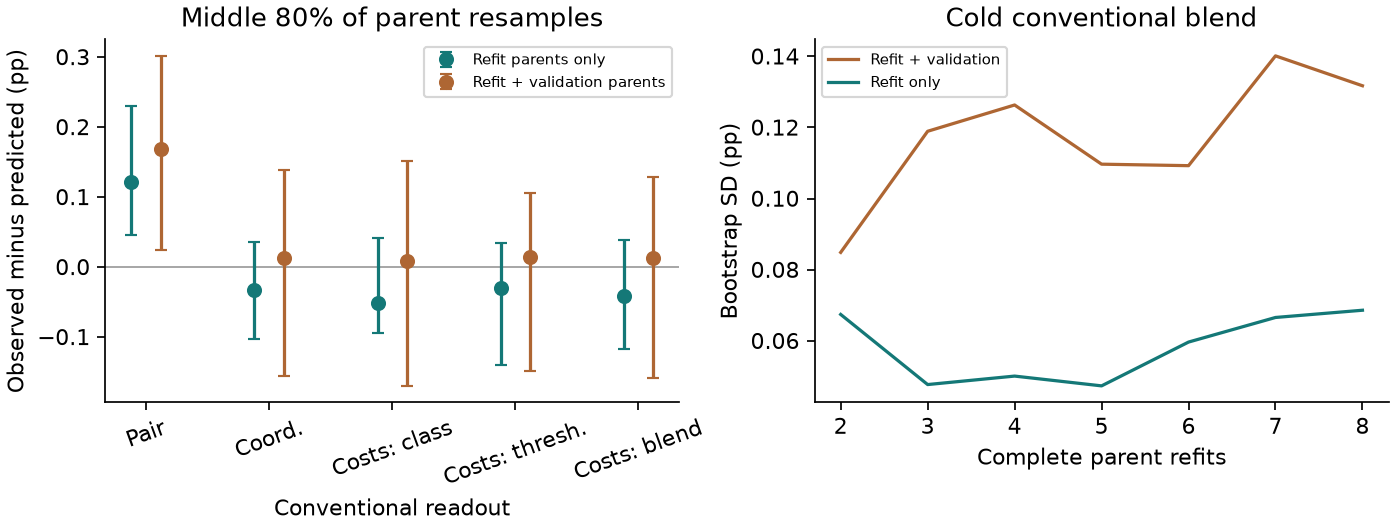 Middle 80% of parent resamples
Observed minus predicted (pp)
0.3
0.2
0.1
0.0
−0.1
Refit parents only
Refit + validation parents
Pair
Coord.
Costs: class
Costs: thresh.
Costs: blend
Conventional readout
Cold conventional blend
Bootstrap SD (pp)
0.14
0.12
0.10
0.08
0.06
Refit + validation
Refit only
2 3 4 5 6 7 8
Complete parent refits